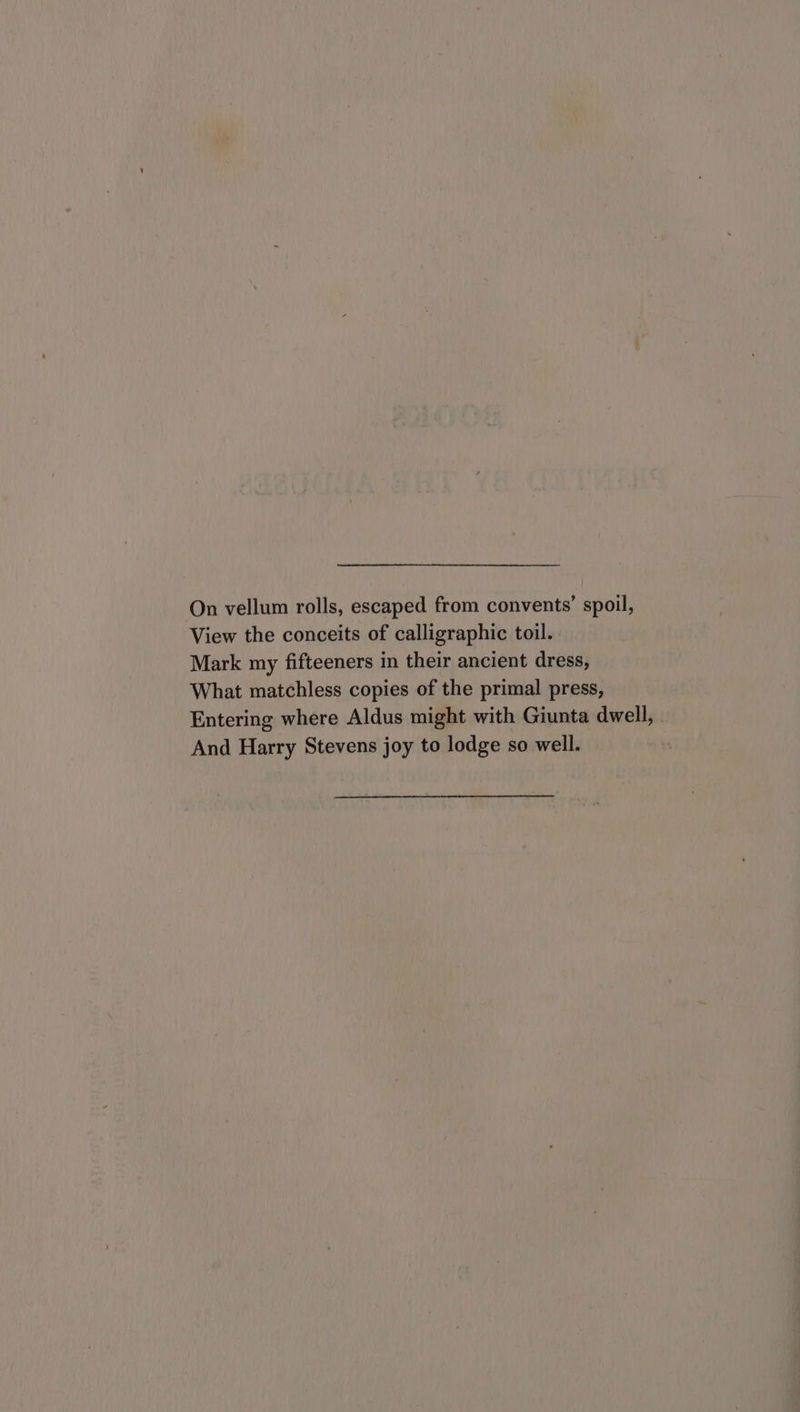 On vellum rolls, escaped from convents’ spoil,
View the conceits of calligraphic toil.
Mark my fifteeners in their ancient dress,
What matchless copies of the primal press,
Entering where Aldus might with Giunta dwell,
And Harry Stevens joy to lodge so well.